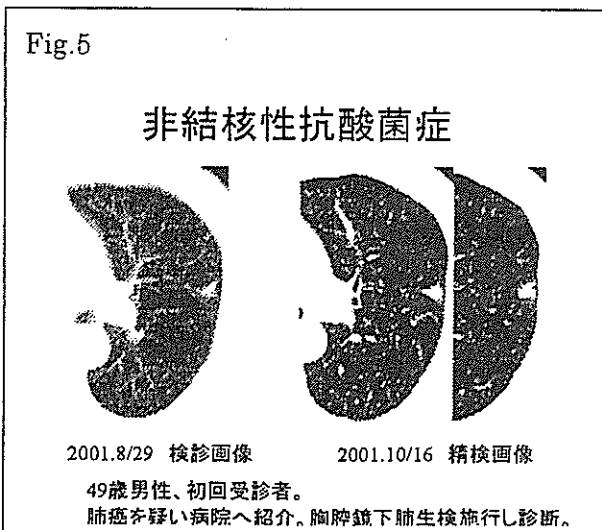 Fig.5
非結核性抗酸菌症
2001.8/29 検診画像
2001.10/16 精検画像
49歳男性、初回受診者。
肺癌を疑い病院へ紹介。胸腔鏡下肺生検施行し診断。